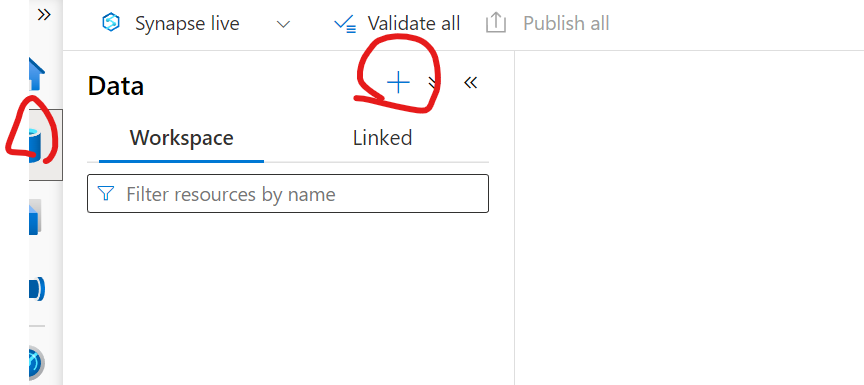 Synapse live Validate all Publish all
Data
Workspace Linked
Filter resources by name